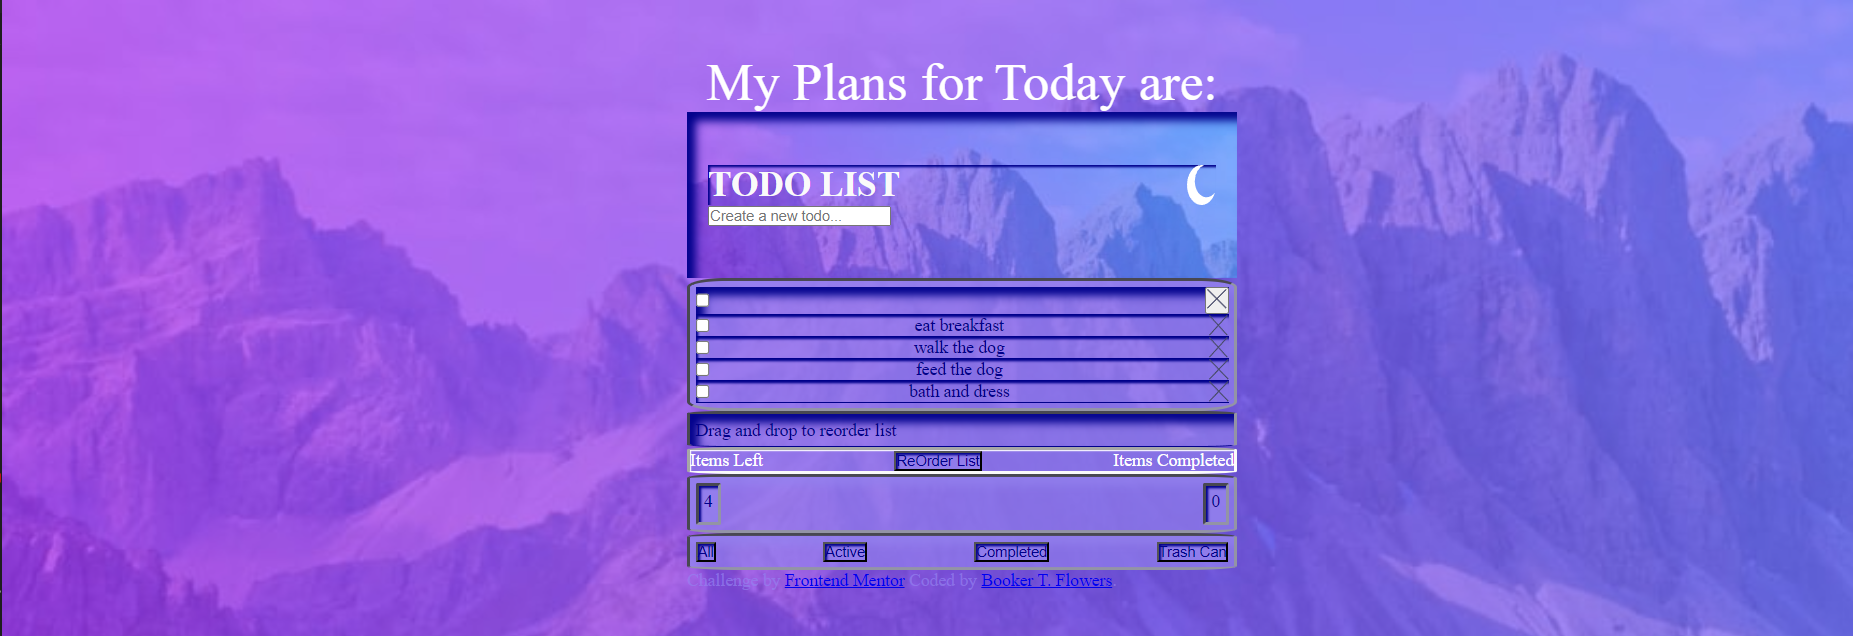 My Plans for Today are:
TODO LIST
Create a new todo...
eat breakfast
walk the dog
feed the dog
bath and dress
Drag and drop to reorder list
Items Left ReOrder List Items Completed
4 0
All Active Completed Trash Can
Challenge by Frontend Mentor Coded by Booker T. Flowers